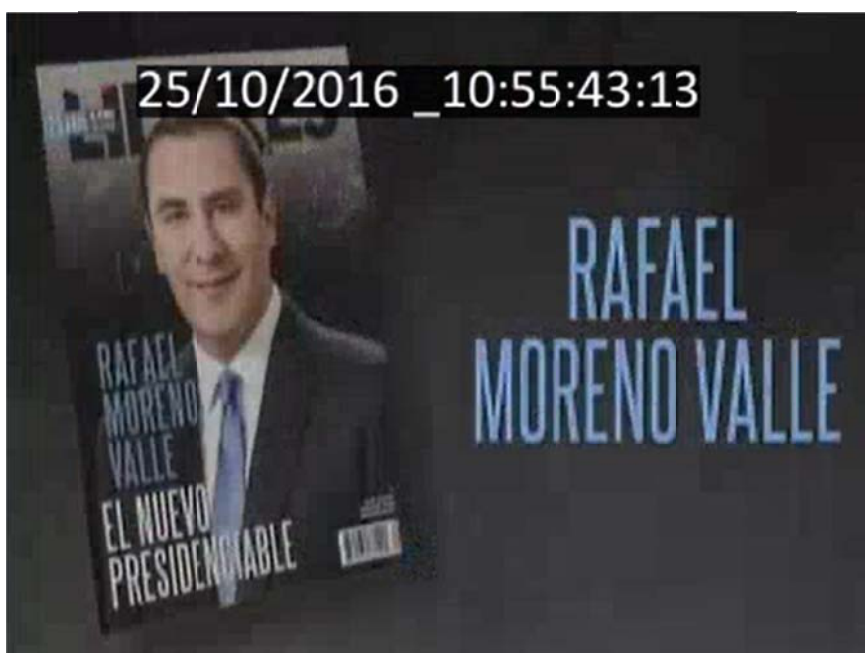 25/10/2016 _10:55:43:13
RAFAEL
MORENO VALLE
RAFAEL
MORENO
VALLE
EL NUEVO
PRESIDENCIABLE